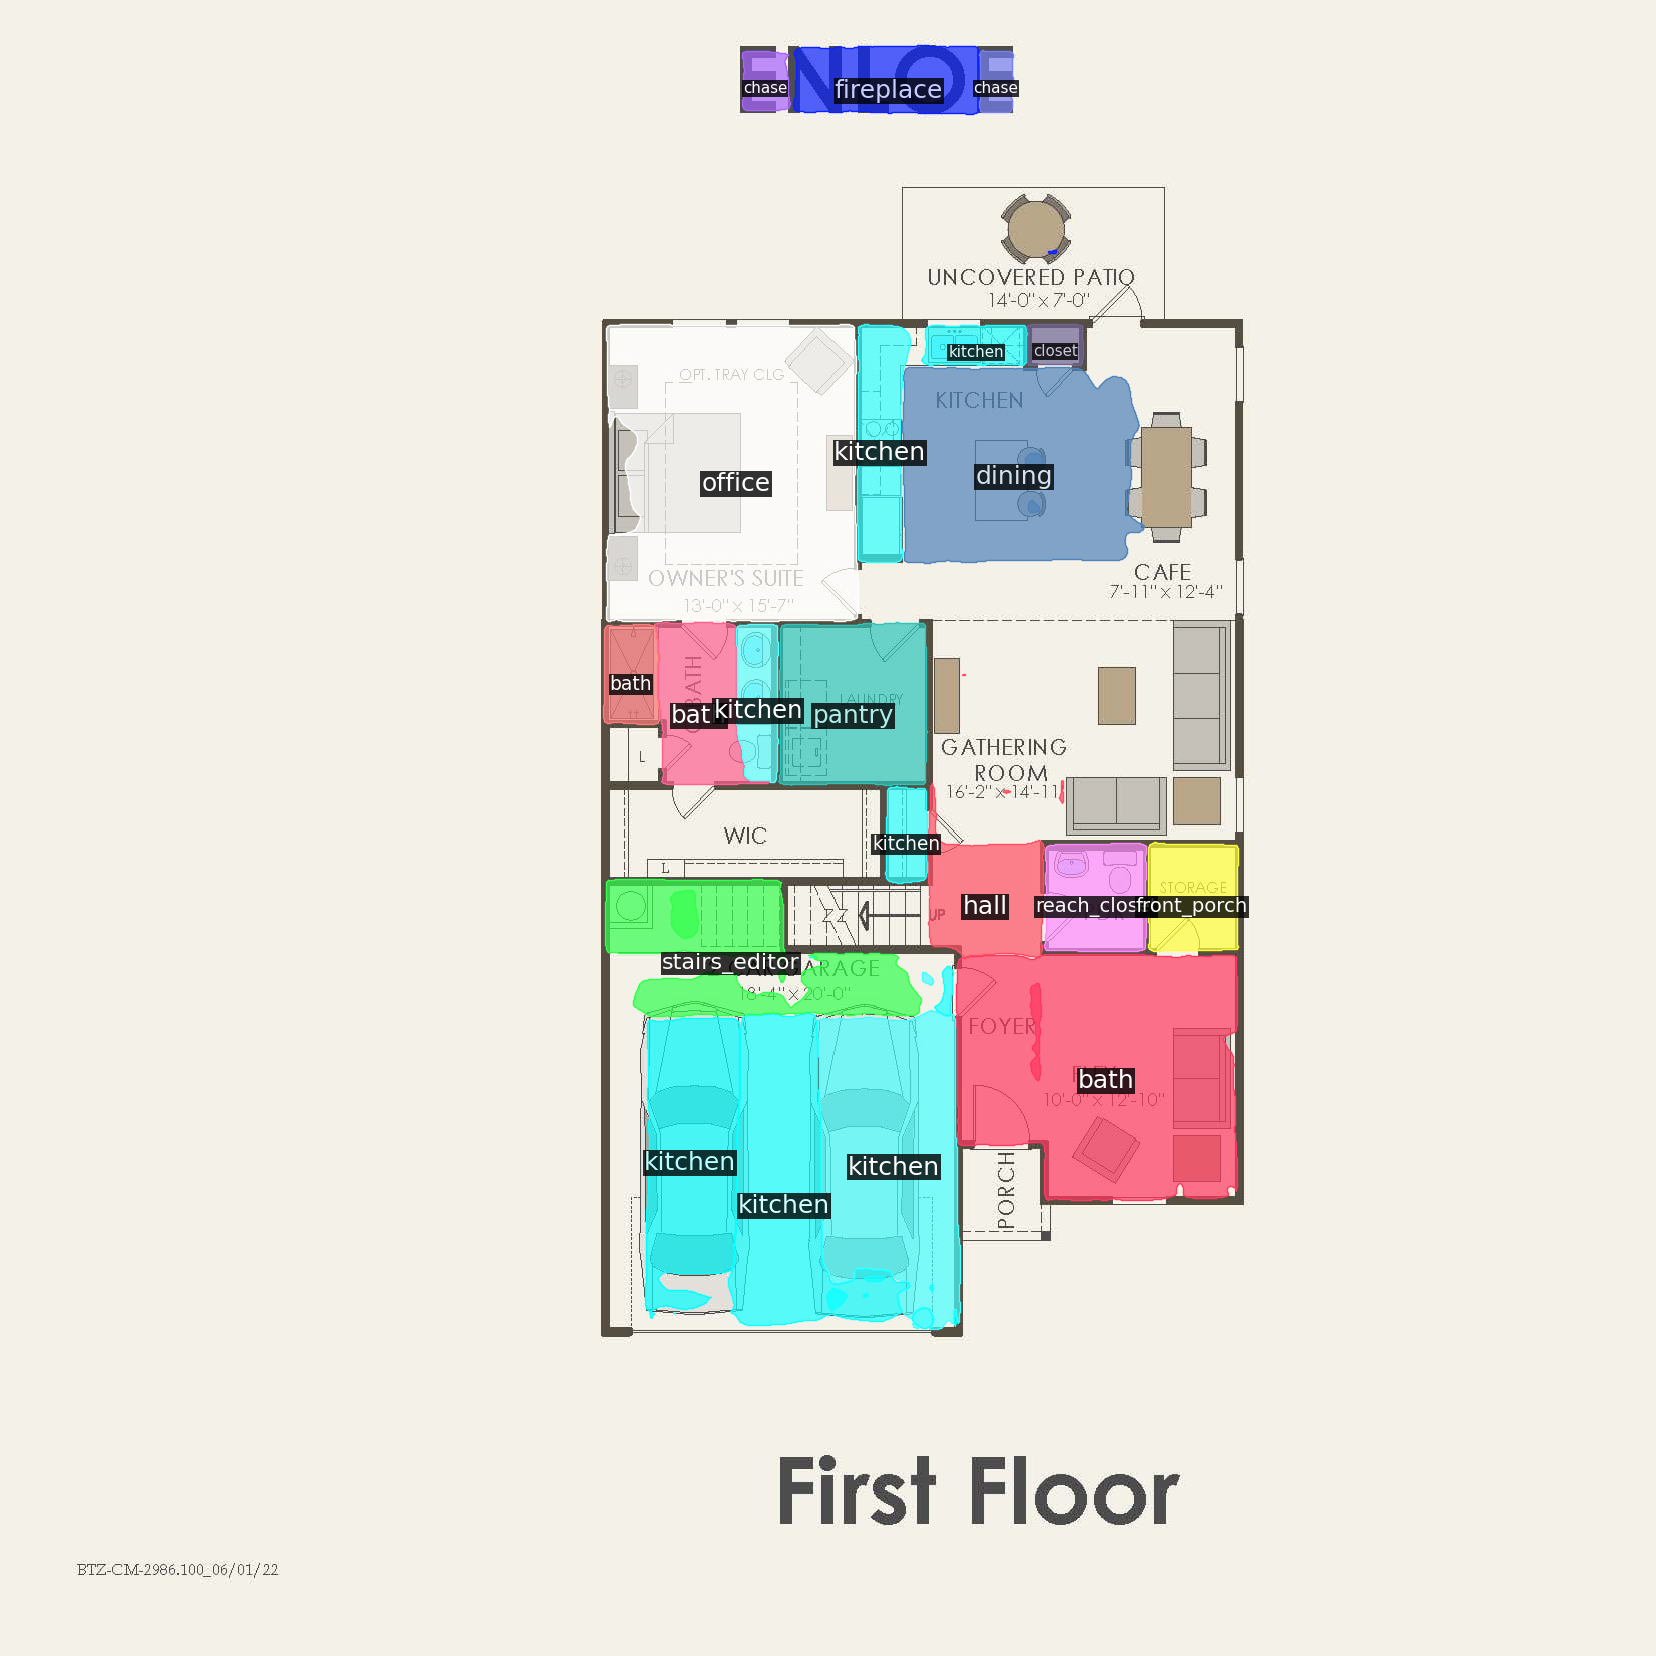 ENLOE
chase
fireplace
chase
UNCOVERED PATIO
14'-0" x 7'-0"
kitchen
closet
OPT. TRAY CLG
KITCHEN
kitchen
dining
office
CAFE
7'-11" x 12'-4"
OWNER'S SUITE
13'-0" x 15'-7"
BATH
bath
LAUNDRY
kitchen
pantry
bat
GATHERING
ROOM
16'-2" x 14'-11
L
WIC
kitchen
L
STORAGE
hall
reach_clos
front_porch
UP
stairs_editor
CAR GARAGE
18'-4" x 20'-0"
FOYER
bath
10'-0" x 12'-10"
kitchen
kitchen
kitchen
PORCH
First Floor
BTZ-CM-2986.100_06/01/22